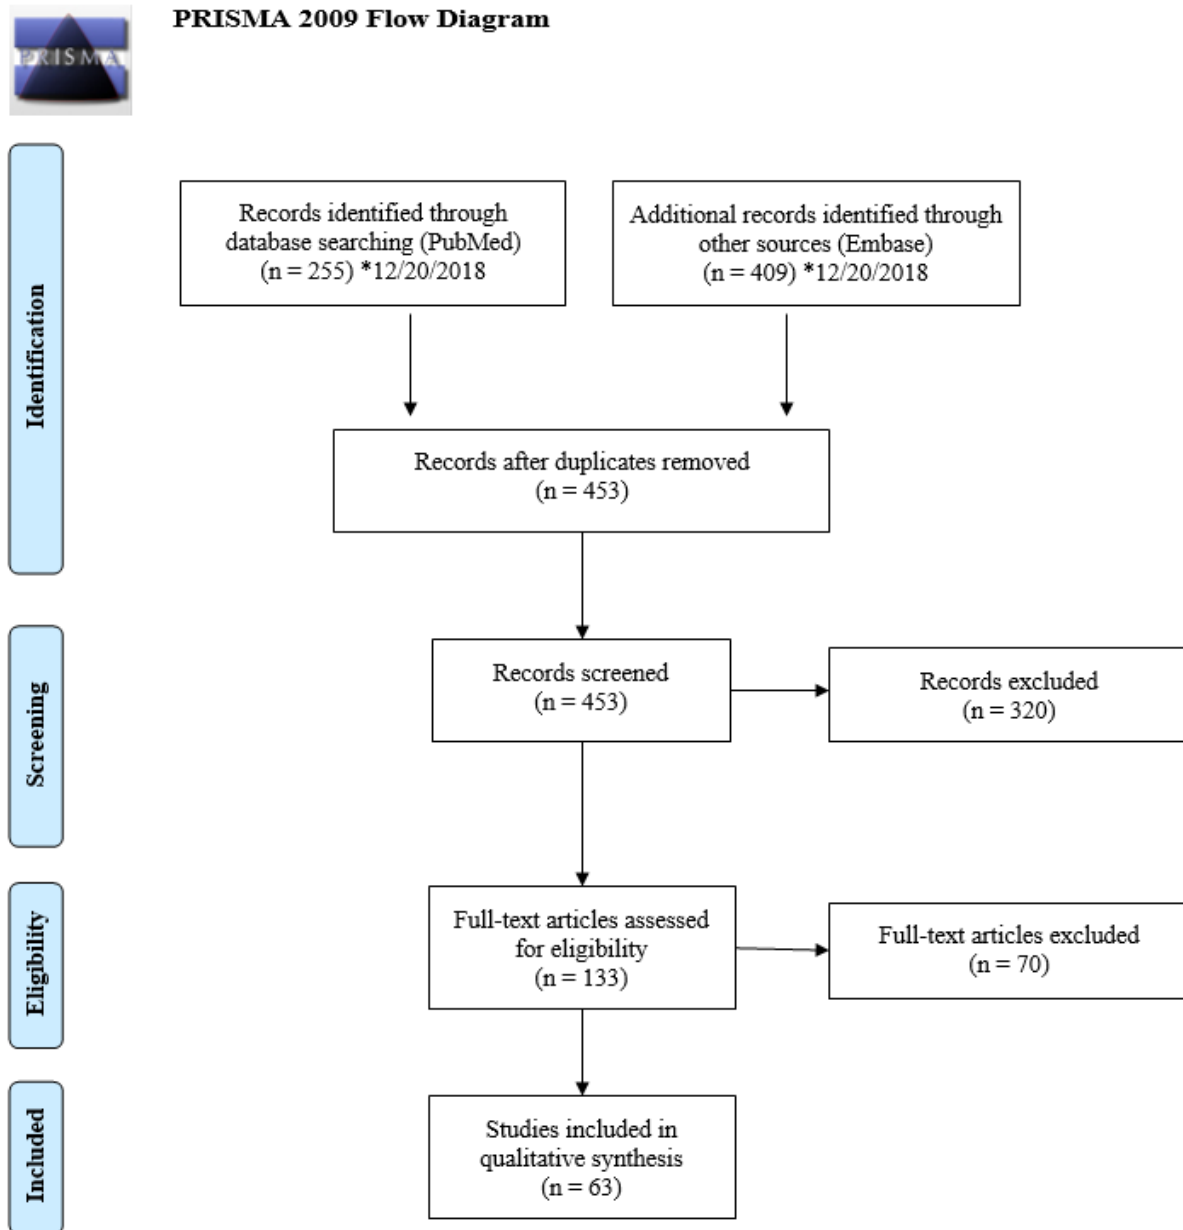 PRISMA 2009 Flow Diagram
PRISMA
Identification
Records identified through
database searching (PubMed)
(n = 255) *12/20/2018
Additional records identified through
other sources (Embase)
(n = 409) *12/20/2018
Records after duplicates removed
(n = 453)
Screening
Records screened
(n = 453)
Records excluded
(n = 320)
Eligibility
Full-text articles assessed
for eligibility
(n = 133)
Full-text articles excluded
(n = 70)
Included
Studies included in
qualitative synthesis
(n = 63)